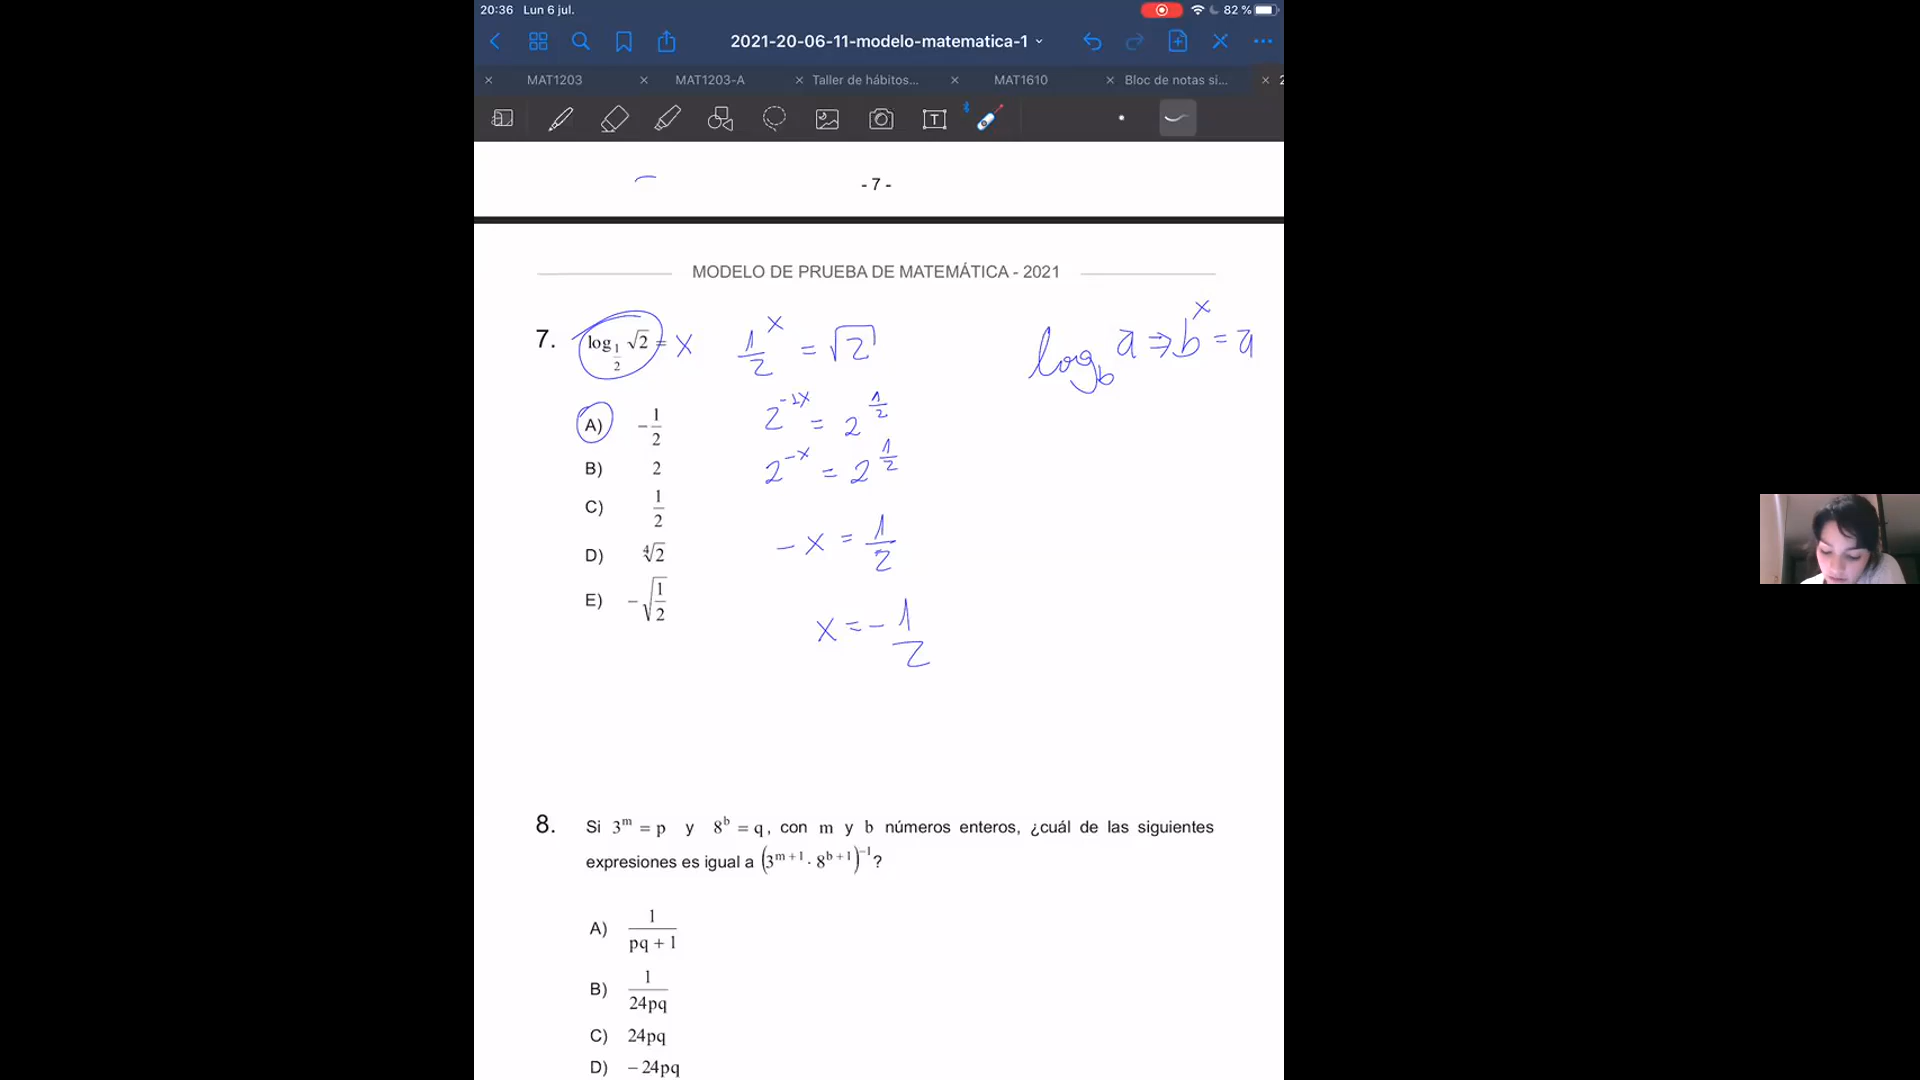 20:36 Lun 6 jul. 82 %
2021-20-06-11-modelo-matematica-1
MAT1203 MAT1203-A Taller de hábitos... MAT1610 Bloc de notas si... 2
- 7 -
MODELO DE PRUEBA DE MATEMÁTICA - 2021
7. log_{1/2} √2 = x
1/2^x = √2
log_b a ⇒ b^x = a
A) -1/2
2^{-1x} = 2^{1/2}
B) 2
2^{-x} = 2^{1/2}
C) 1/2
- x = 1/2
D) ∜2
E) -√(1/2)
x = - 1/2
8. Si 3^m = p y 8^b = q, con m y b números enteros, ¿cuál de las siguientes
expresiones es igual a (3^{m+1} · 8^{b+1})^{-1}?
A) 1/(pq + 1)
B) 1/(24pq)
C) 24pq
D) - 24pq